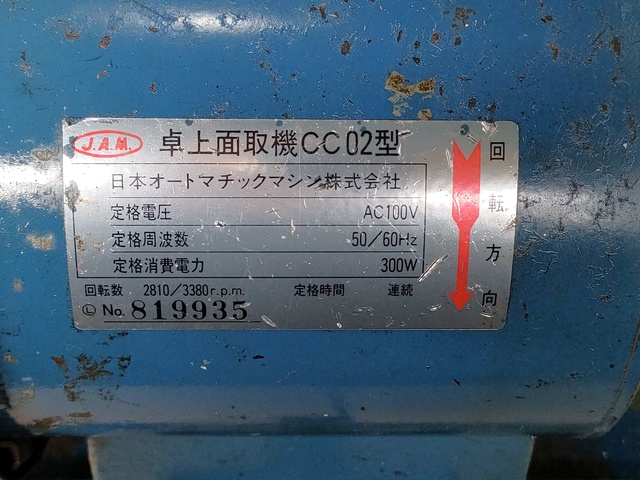 J.A.M. 卓上面取機CC02型
日本オートマチックマシン株式会社
定格電圧 AC100V
定格周波数 50/60Hz
定格消費電力 300W
回転数 2810/3380r.p.m. 定格時間 連続
Ⓛ No. 819935
回転方向